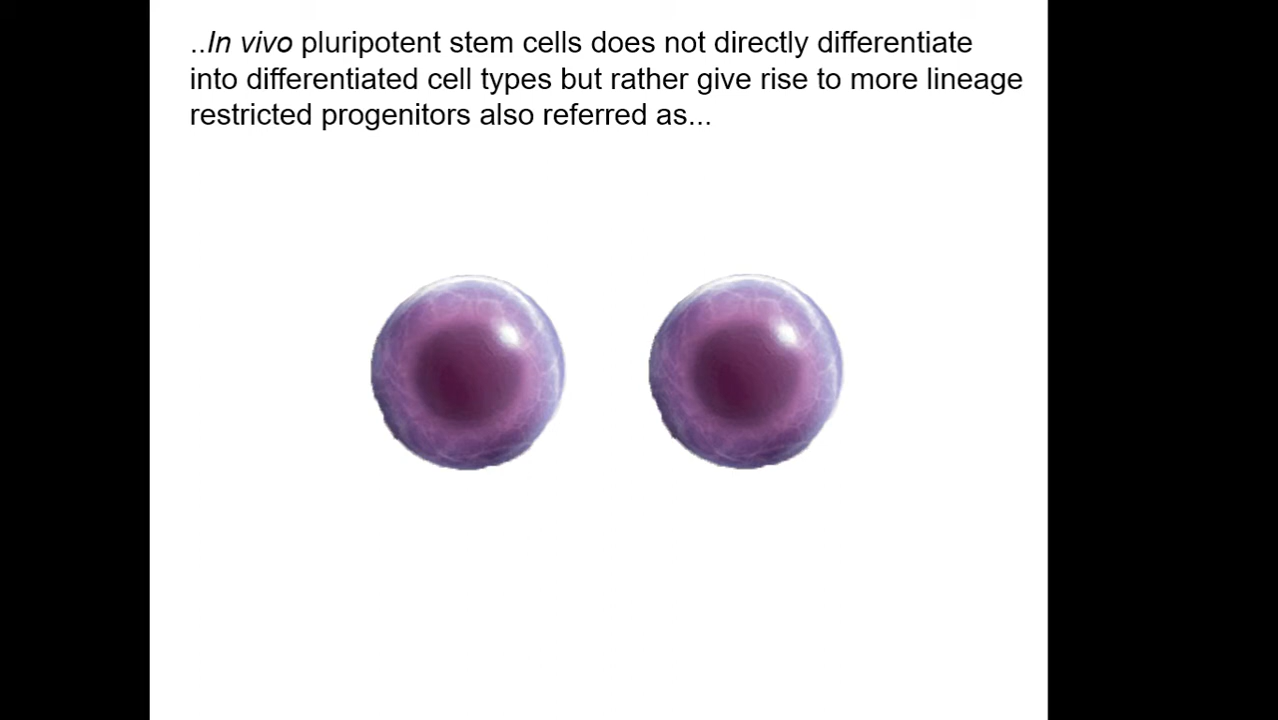 ..In vivo pluripotent stem cells does not directly differentiate
into differentiated cell types but rather give rise to more lineage
restricted progenitors also referred as...